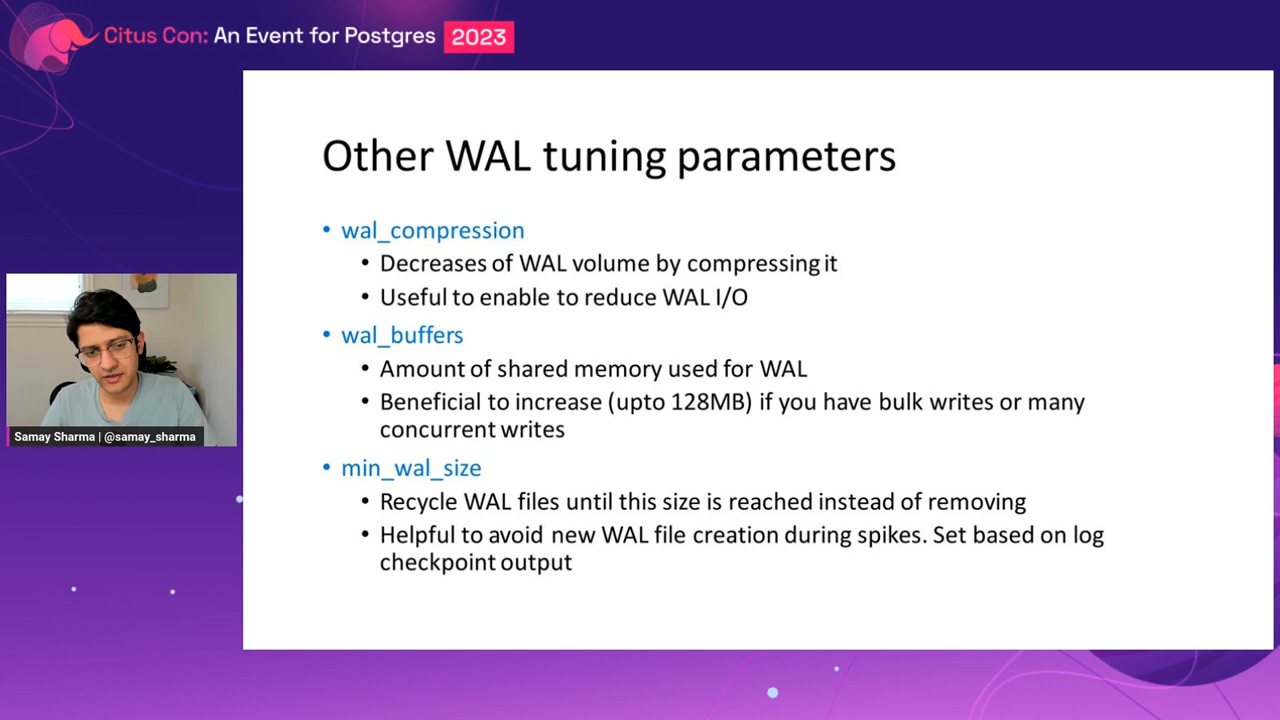 Citus Con: An Event for Postgres 2023
Other WAL tuning parameters
• wal_compression
• Decreases of WAL volume by compressing it
• Useful to enable to reduce WAL I/O
• wal_buffers
• Amount of shared memory used for WAL
• Beneficial to increase (upto 128MB) if you have bulk writes or many
concurrent writes
• min_wal_size
• Recycle WAL files until this size is reached instead of removing
• Helpful to avoid new WAL file creation during spikes. Set based on log
checkpoint output
Samay Sharma | @samay_sharma